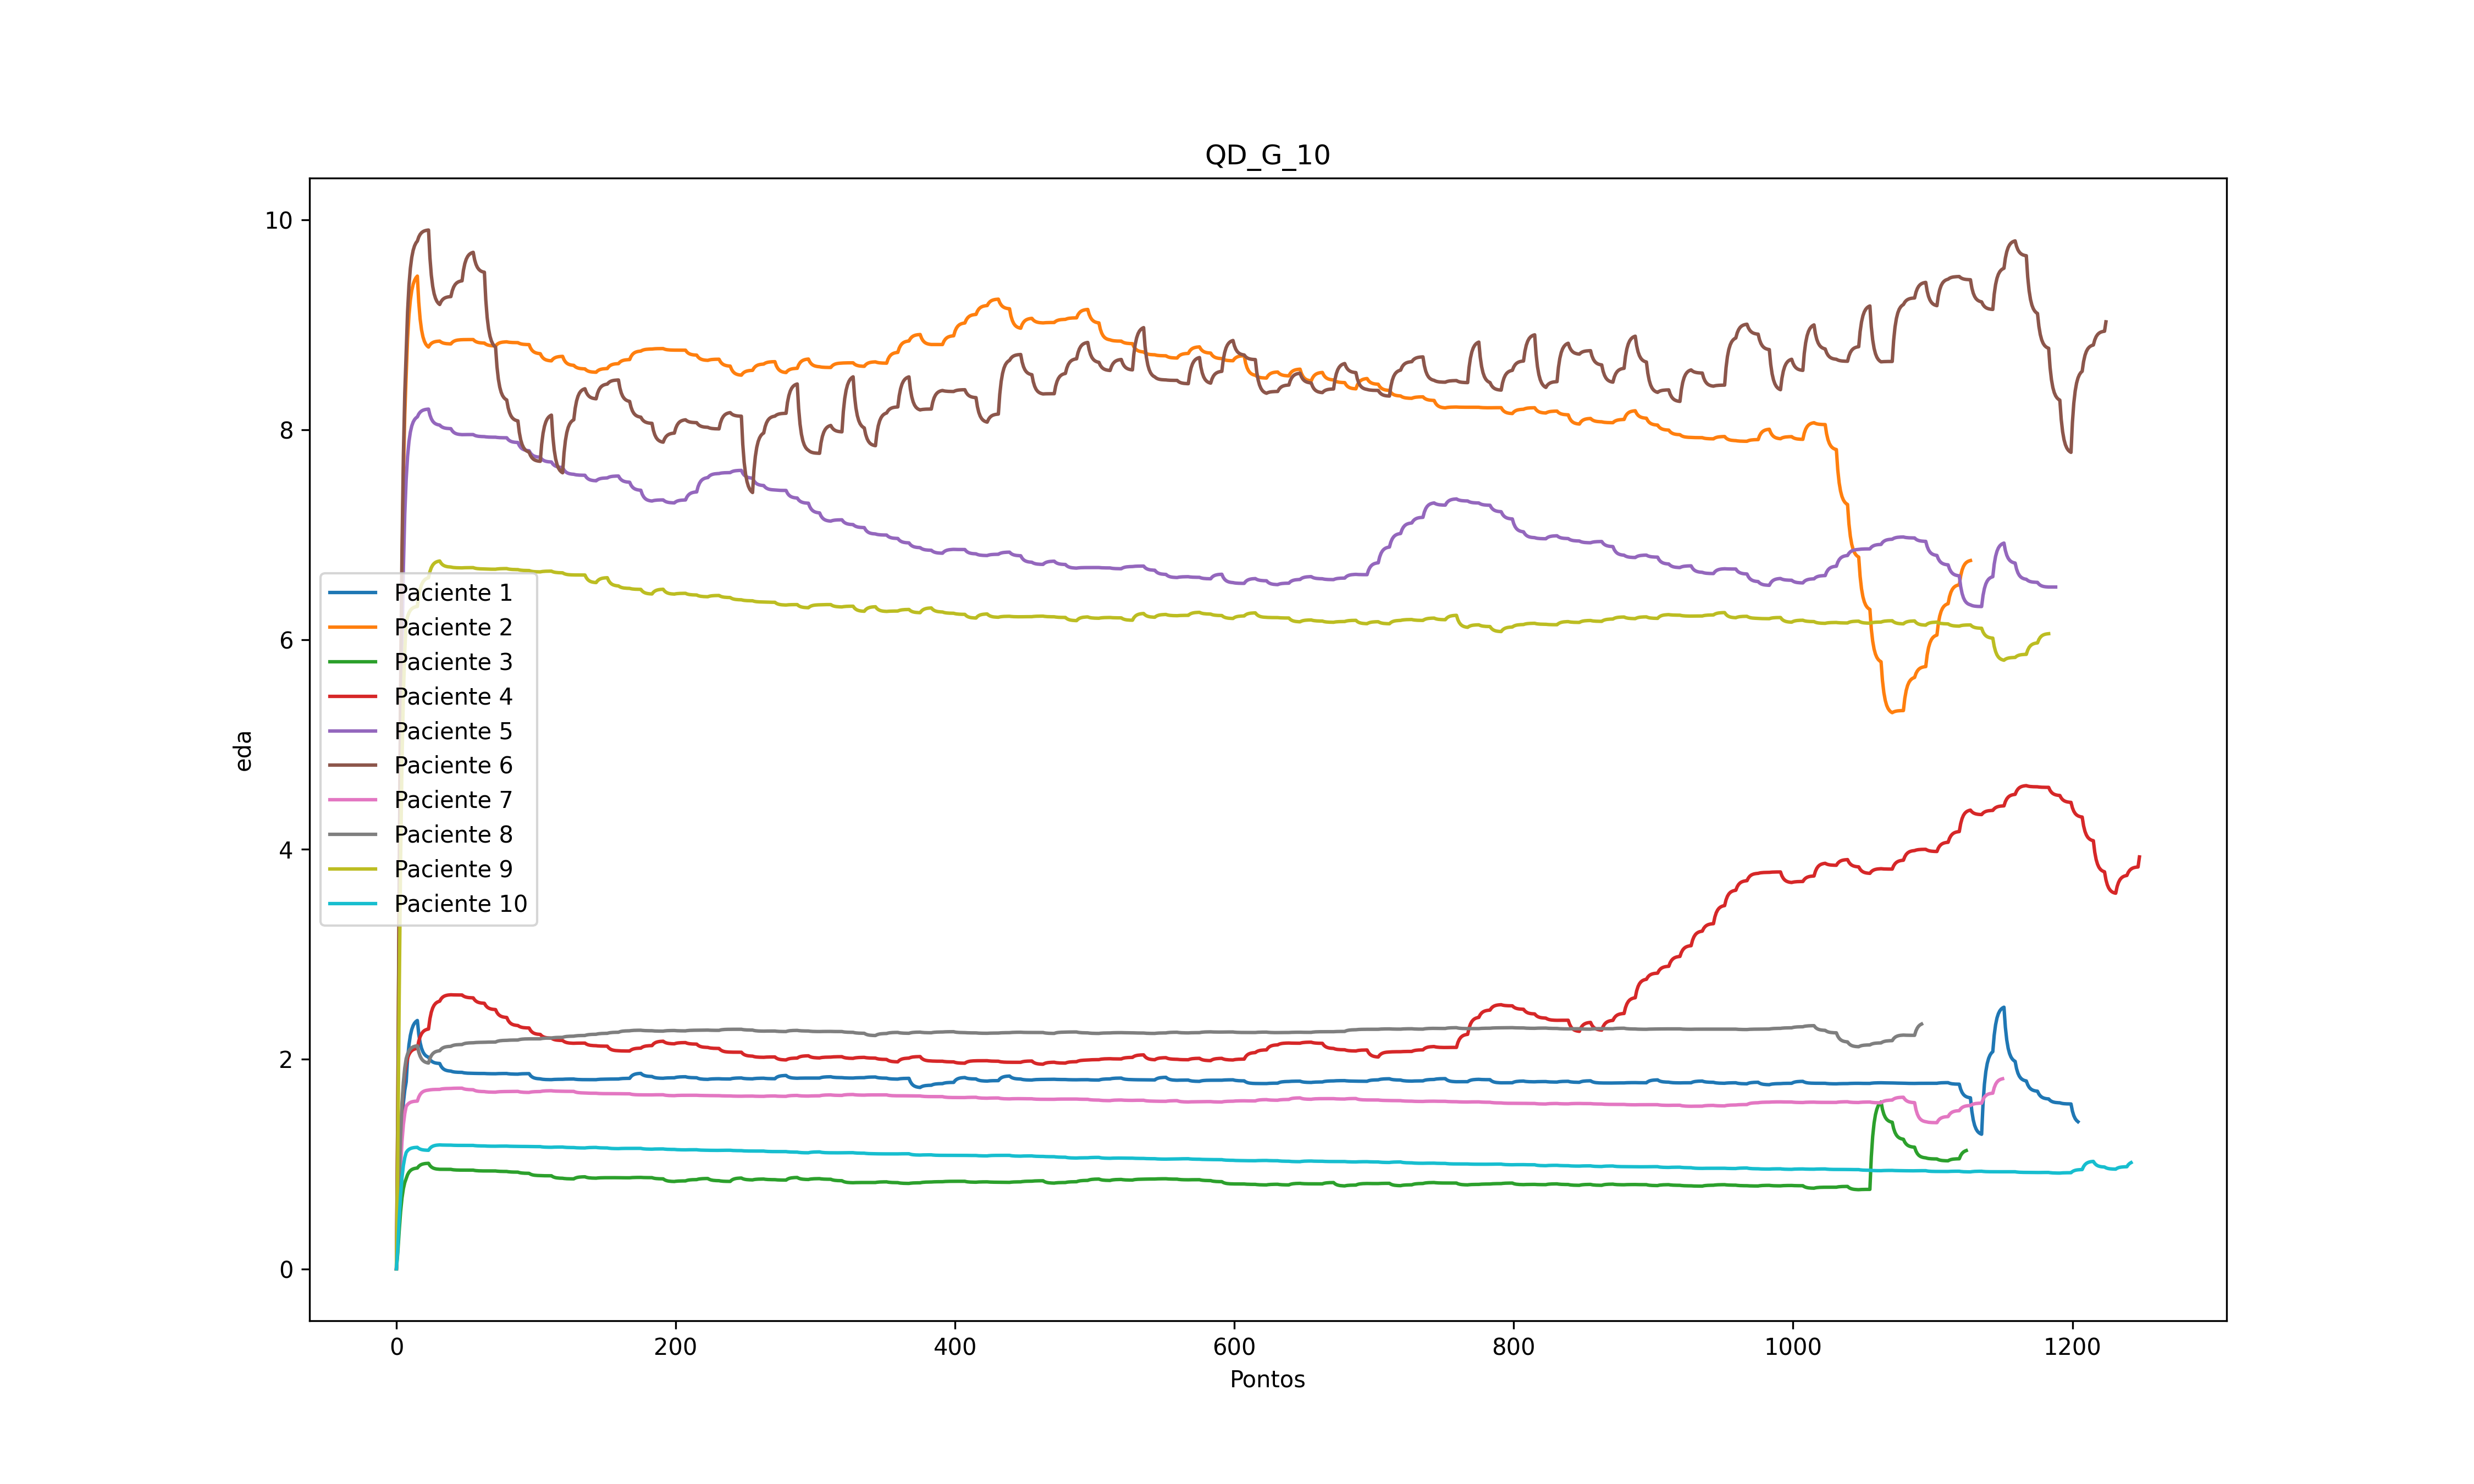 QD_G_10
10
8
6
4
2
0
eda
Paciente 1
Paciente 2
Paciente 3
Paciente 4
Paciente 5
Paciente 6
Paciente 7
Paciente 8
Paciente 9
Paciente 10
0 200 400 600 800 1000 1200
Pontos